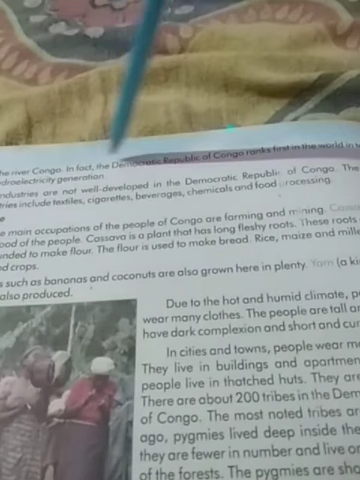 he river Congo. In fact, the Democratic Republic of Congo ranks first in the world in
droelectricity generation.
ndustries are not well-developed in the Democratic Republic of Congo. The
tries include textiles, cigarettes, beverages, chemicals and food processing.
e
e main occupations of the people of Congo are farming and mining.
ood of the people. Cassava is a plant that has long fleshy roots. These roots
unded to make flour. The flour is used to make bread. Rice, maize and mille
ed crops.
s such as bananas and coconuts are also grown here in plenty. Yam (a ki
also produced.
Due to the hot and humid climate, p
wear many clothes. The people are tall a
have dark complexion and short and cu
In cities and towns, people wear m
They live in buildings and apartmen
people live in thatched huts. They are
There are about 200 tribes in the Dem
of Congo. The most noted tribes a
ago, pygmies lived deep inside the
they are fewer in number and live o
of the forests. The pygmies are sho